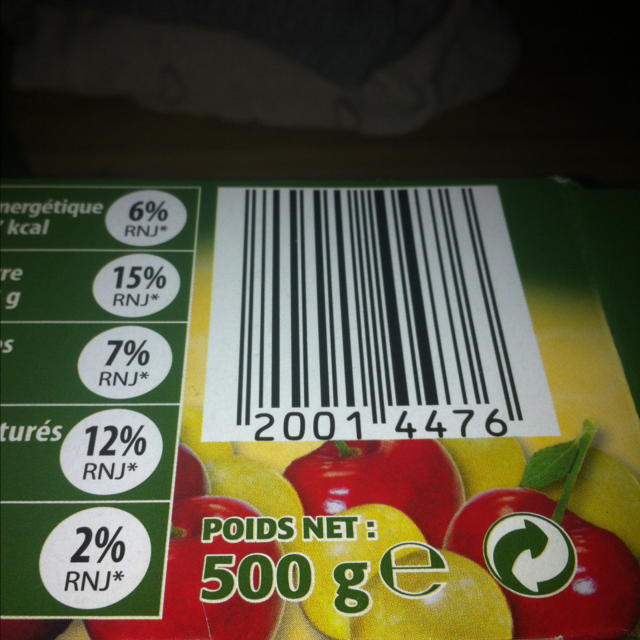 nergétique
kcal
6%
RNJ*
re
g
15%
RNJ*
s
7%
RNJ*
turés
12%
RNJ*
2%
RNJ*
2001 4476
POIDS NET :
500 g e